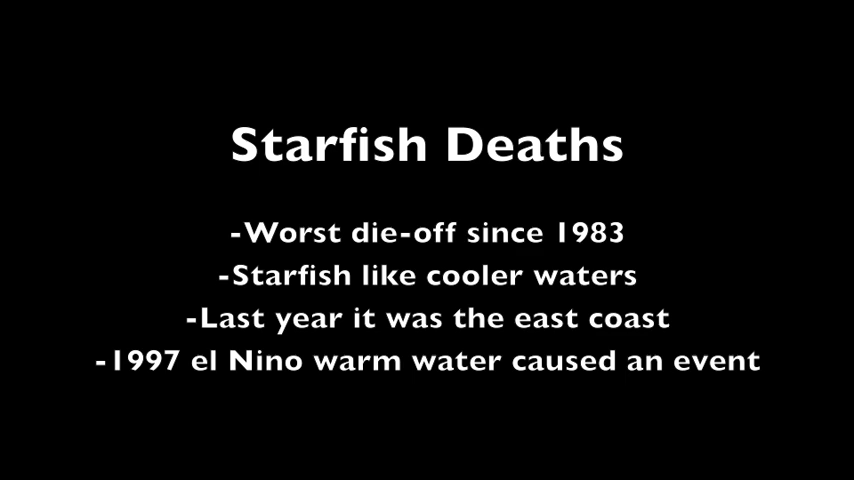 Starfish Deaths
-Worst die-off since 1983
-Starfish like cooler waters
-Last year it was the east coast
-1997 el Nino warm water caused an event